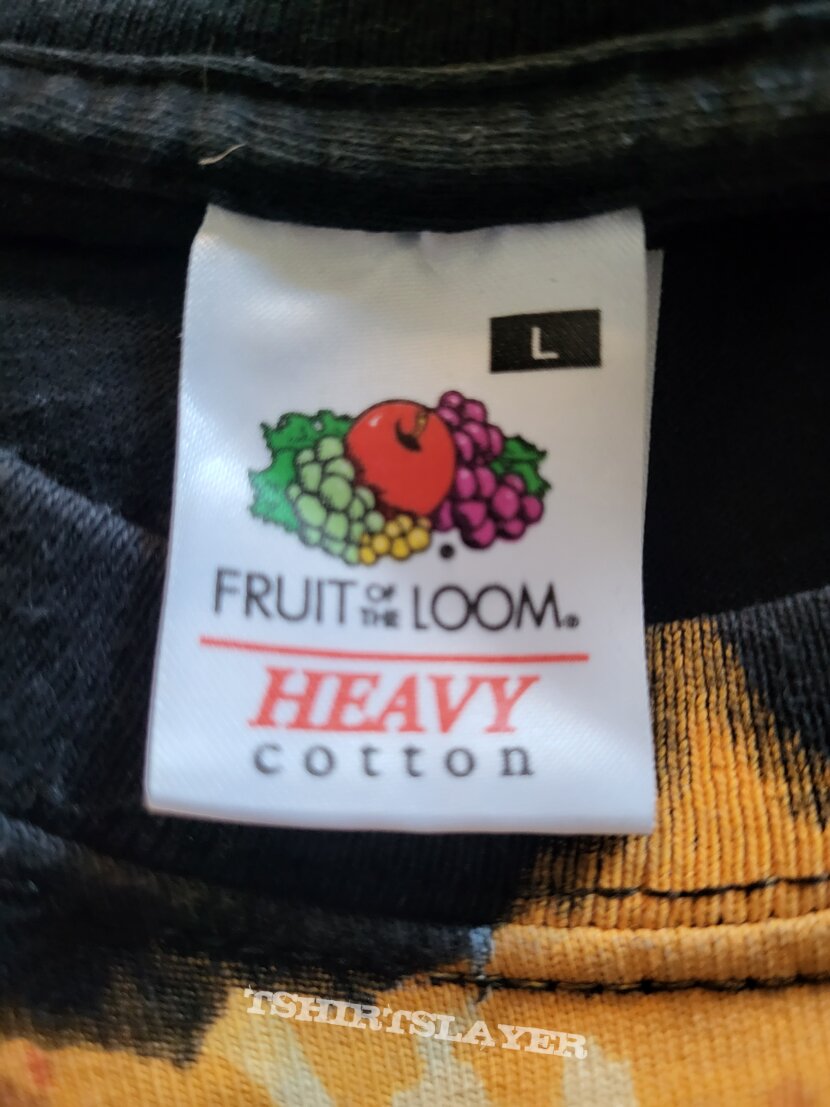 L
FRUIT OF THE LOOM®
HEAVY
cotton
TSHIRTSLAYER